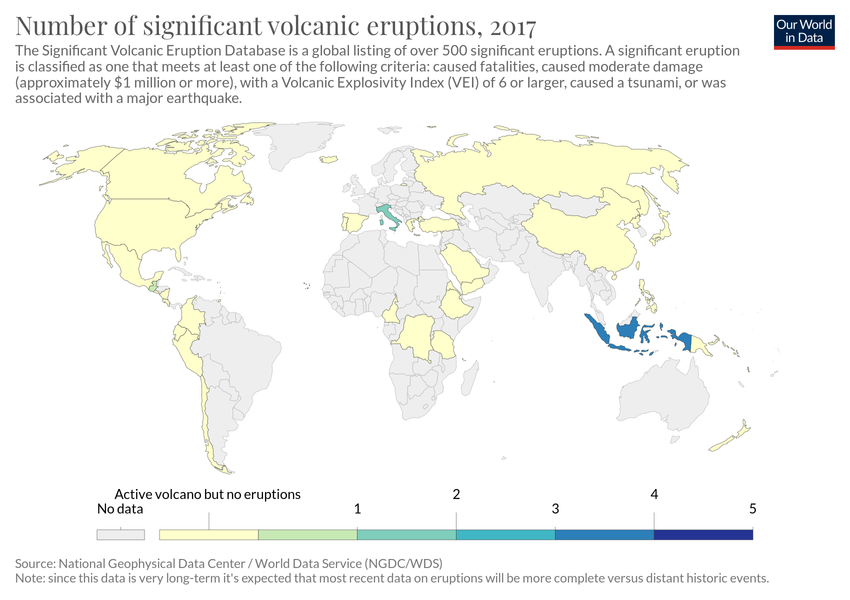 Number of significant volcanic eruptions, 2017
Our World
in Data
The Significant Volcanic Eruption Database is a global listing of over 500 significant eruptions. A significant eruption
is classified as one that meets at least one of the following criteria: caused fatalities, caused moderate damage
(approximately $1 million or more), with a Volcanic Explosivity Index (VEI) of 6 or larger, caused a tsunami, or was
associated with a major earthquake.
Active volcano but no eruptions
No data
1
2
3
4
5
Source: National Geophysical Data Center / World Data Service (NGDC/WDS)
Note: since this data is very long-term it's expected that most recent data on eruptions will be more complete versus distant historic events.